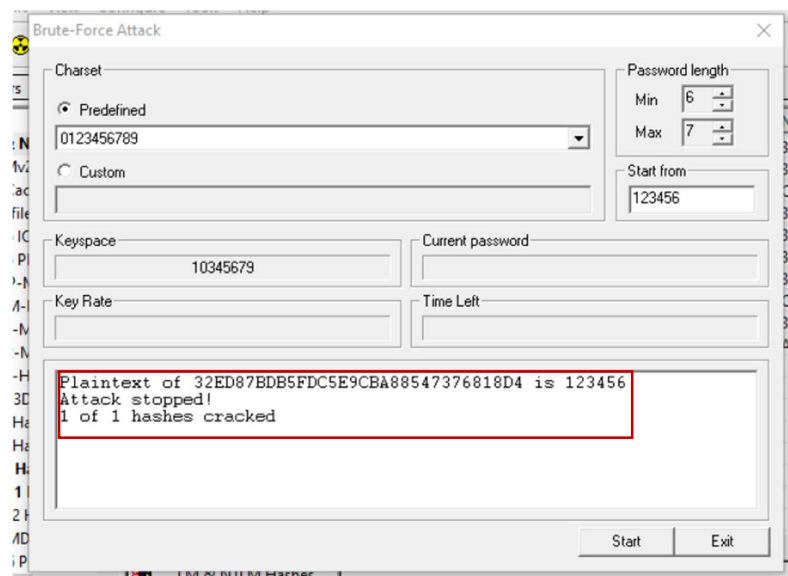 Brute-Force Attack
Charset
Predefined
0123456789
Custom
Password length
Min 6
Max 7
Start from
123456
Keyspace
10345679
Current password
Key Rate
Time Left
Plaintext of 32ED87BDB5FDC5E9CBA88547376818D4 is 123456
Attack stopped!
1 of 1 hashes cracked
Start
Exit